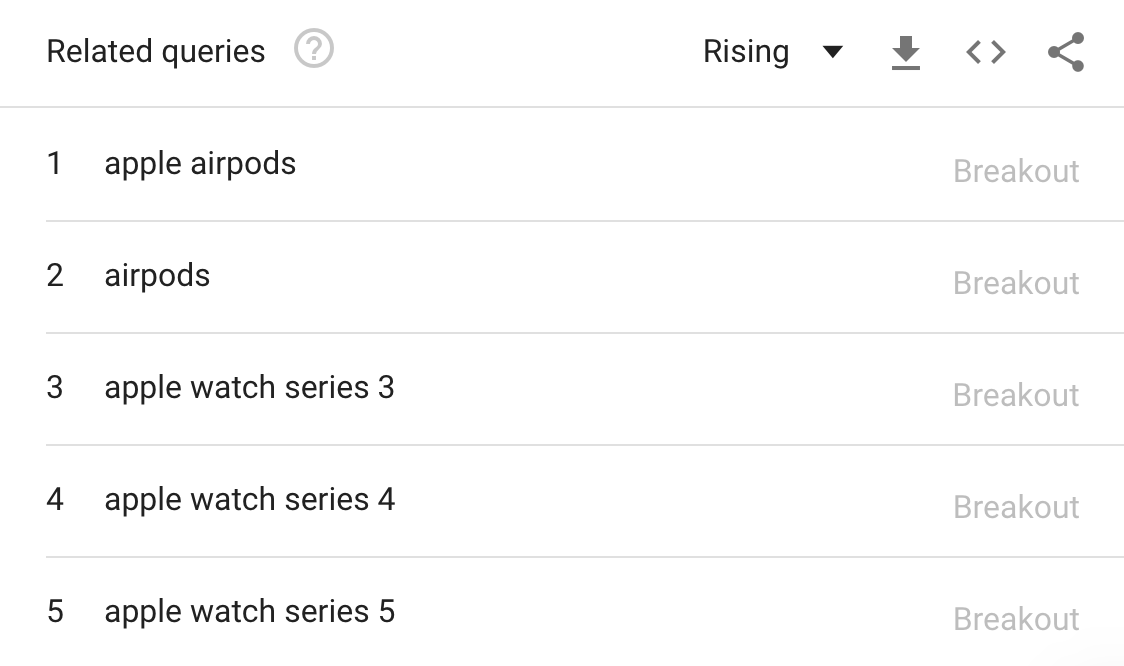 Related queries ? Rising
1 apple airpods Breakout
2 airpods Breakout
3 apple watch series 3 Breakout
4 apple watch series 4 Breakout
5 apple watch series 5 Breakout